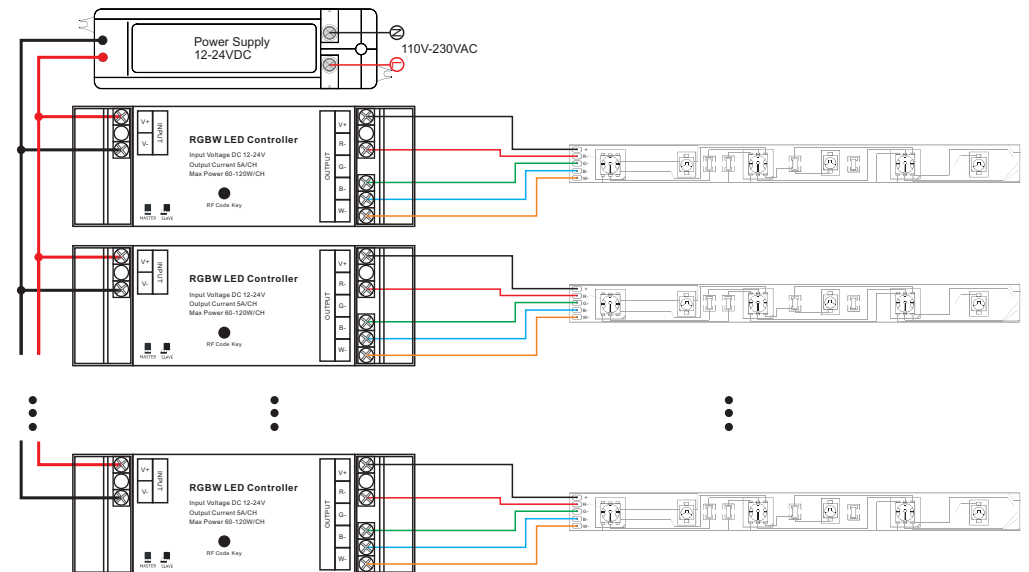 Power Supply
12-24VDC
N
110V-230VAC
L
V+
V-
INPUT
RGBW LED Controller
Input Voltage DC 12-24V
Output Current 5A/CH
Max Power 60-120W/CH
RF Code Key
MASTER SLAVE
OUTPUT
V+
R-
G-
B-
W-
+
R-
G-
B-
W-
V+
V-
INPUT
RGBW LED Controller
Input Voltage DC 12-24V
Output Current 5A/CH
Max Power 60-120W/CH
RF Code Key
MASTER SLAVE
OUTPUT
V+
R-
G-
B-
W-
+
R-
G-
B-
W-
V+
V-
INPUT
RGBW LED Controller
Input Voltage DC 12-24V
Output Current 5A/CH
Max Power 60-120W/CH
RF Code Key
MASTER SLAVE
OUTPUT
V+
R-
G-
B-
W-
+
R-
G-
B-
W-